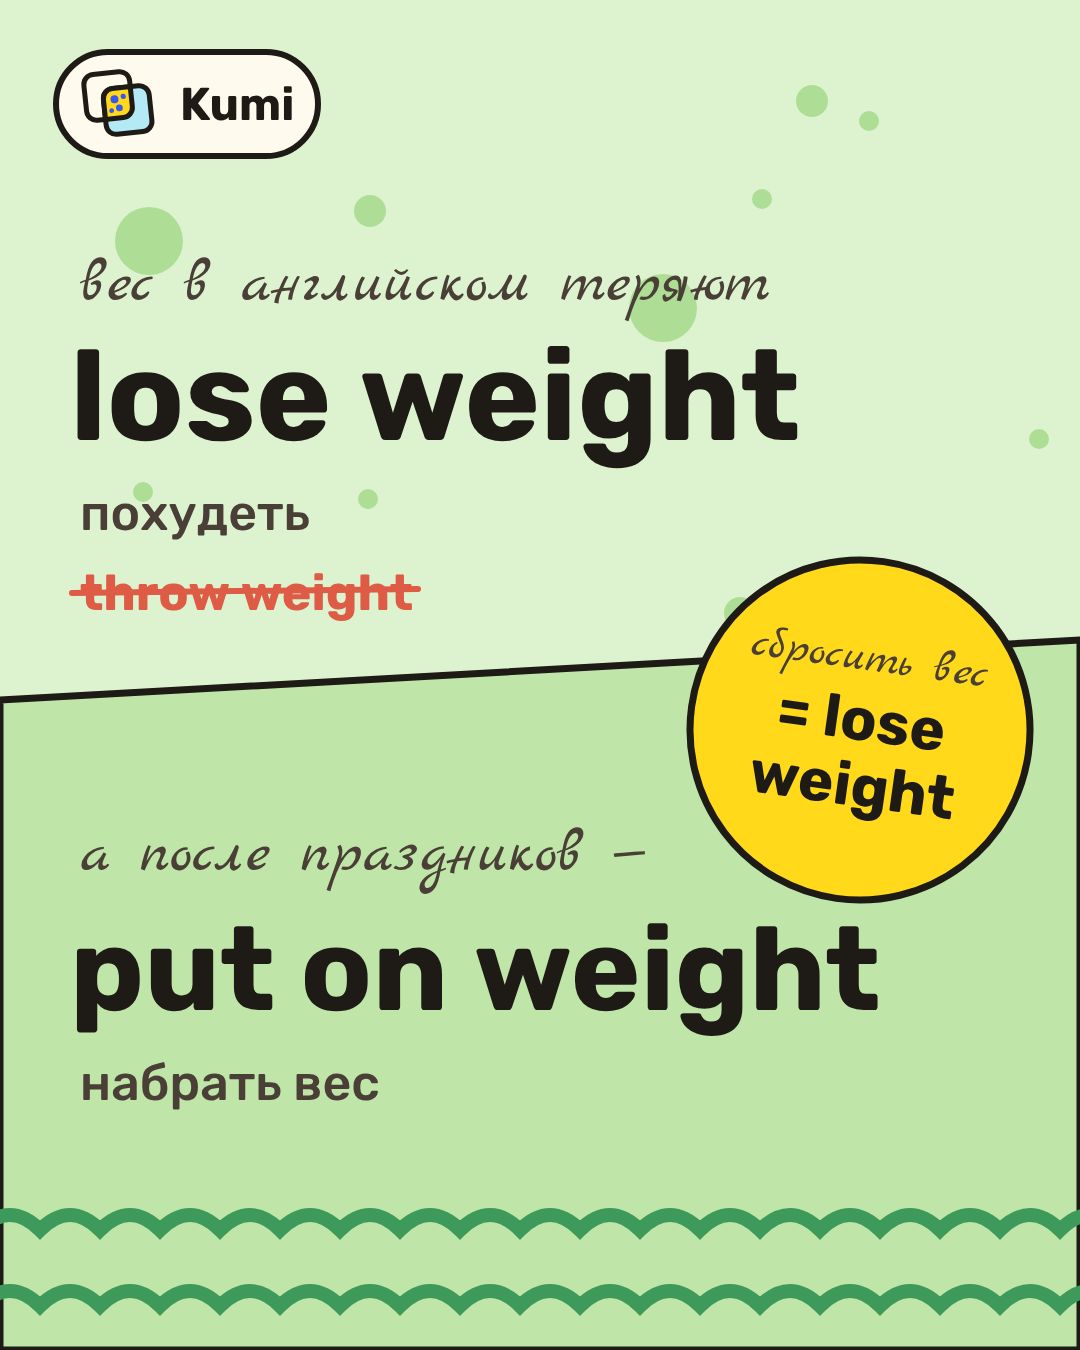 Kumi
вес в английском теряют
lose weight
похудеть
throw weight
сбросить вес
= lose
weight
а после праздников –
put on weight
набрать вес